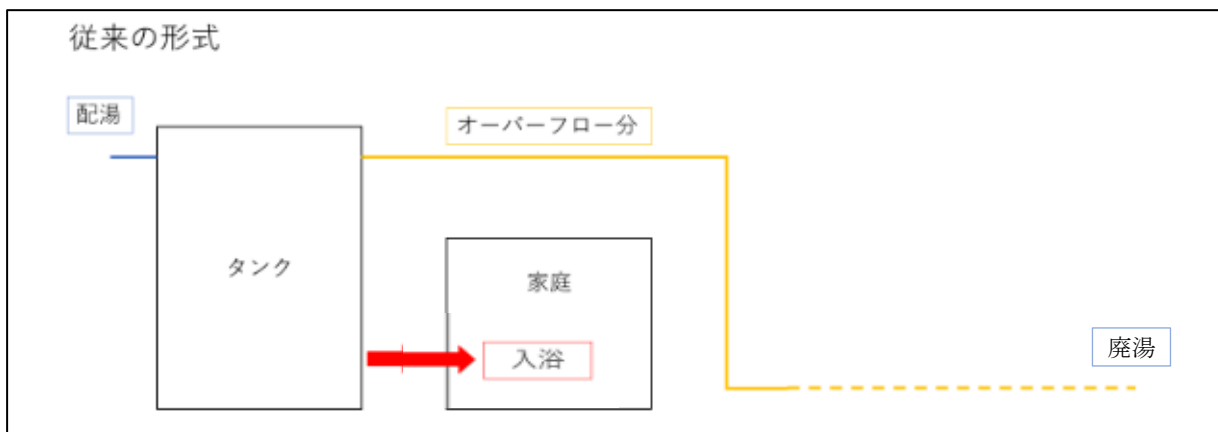 従来の形式
配湯
オーバーフロー分
タンク
家庭
入浴
廃湯